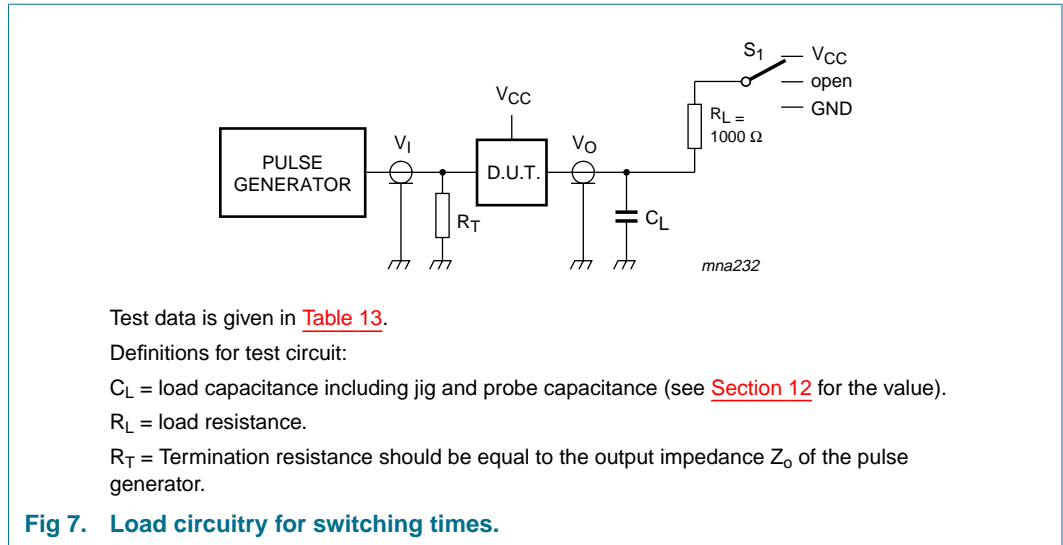 S1
VCC
open
GND
VCC
RL =
1000 Ω
VI
VO
PULSE
GENERATOR
D.U.T.
RT
CL
mna232
Test data is given in Table 13.
Definitions for test circuit:
CL = load capacitance including jig and probe capacitance (see Section 12 for the value).
RL = load resistance.
RT = Termination resistance should be equal to the output impedance Zo of the pulse
generator.
Fig 7. Load circuitry for switching times.